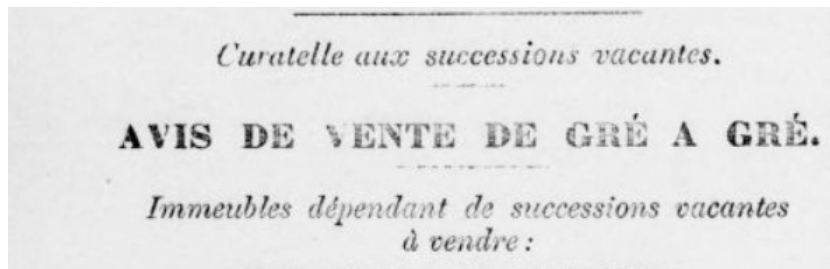 Curatelle aux successions vacantes.
AVIS DE VENTE DE GRÉ A GRÉ.
Immeubles dépendant de successions vacantes
à vendre :